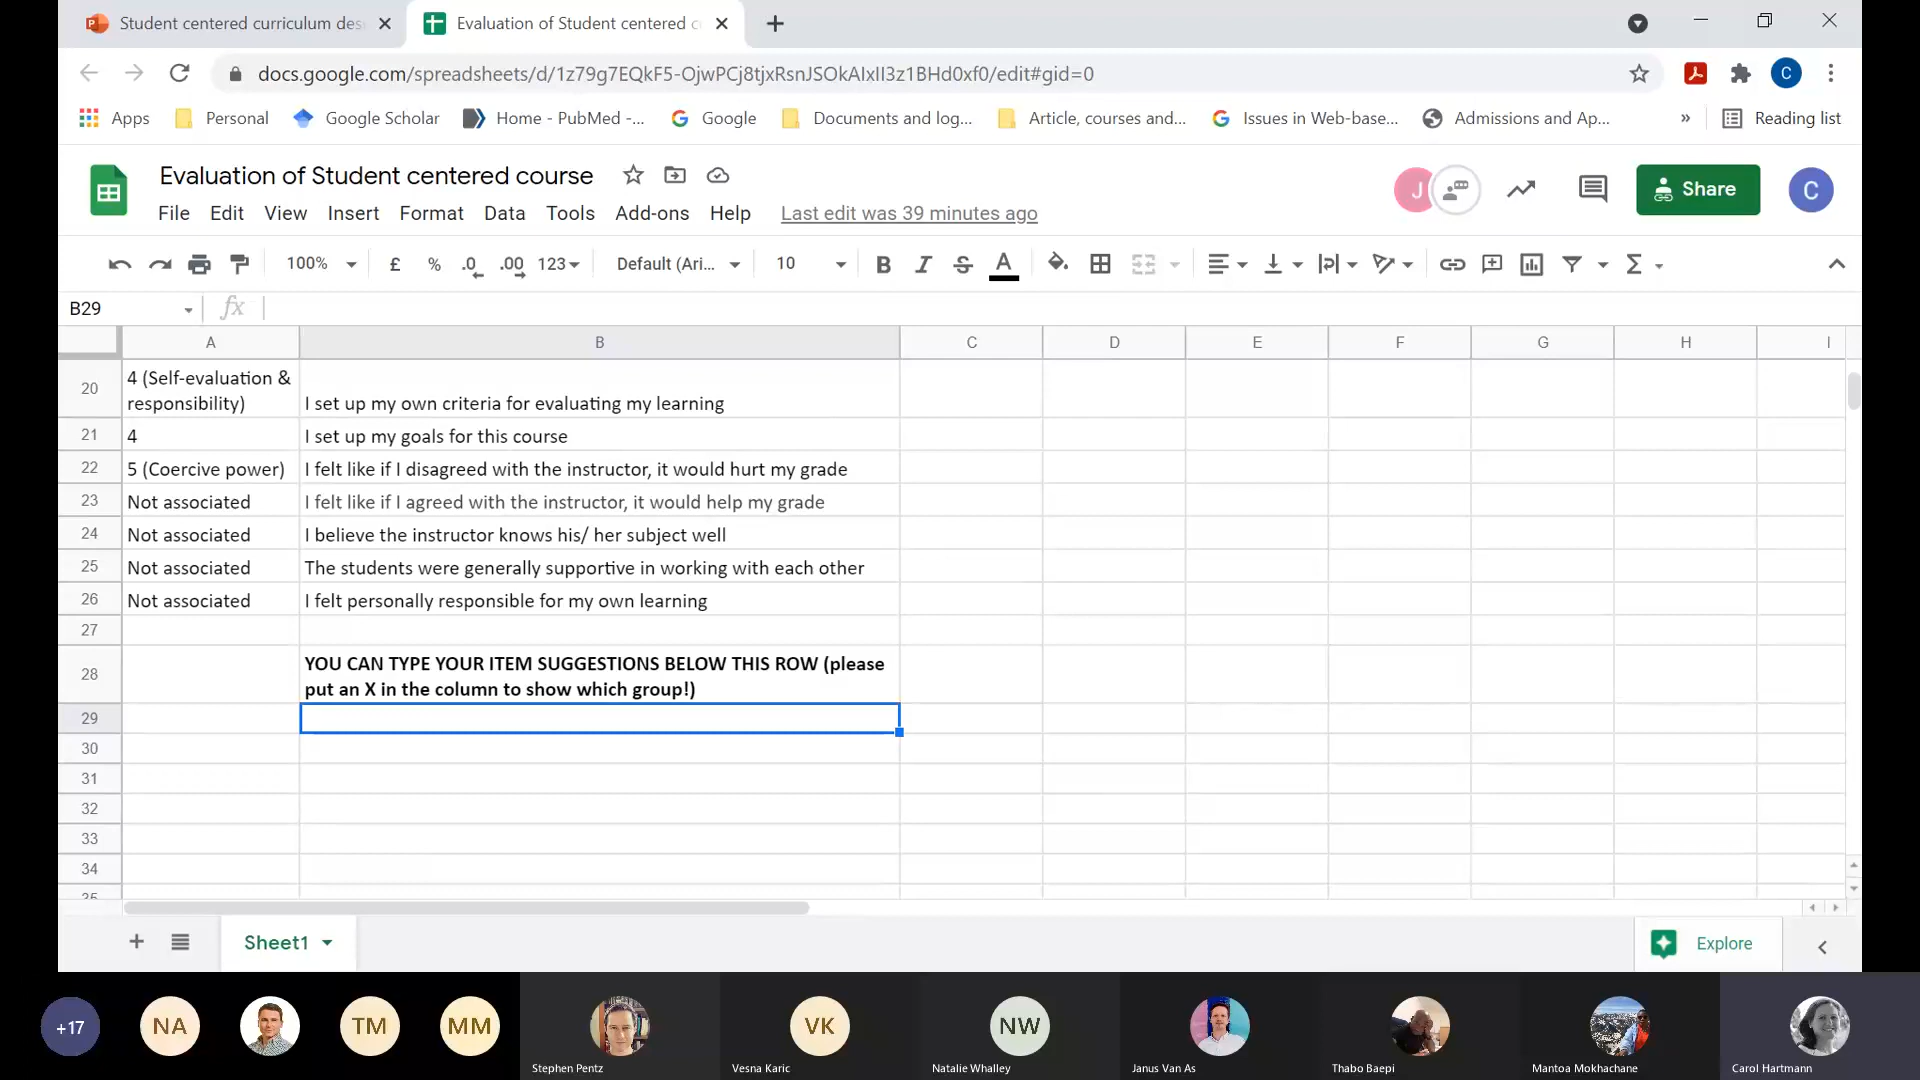 Student centered curriculum des
Evaluation of Student centered c
docs.google.com/spreadsheets/d/1z79g7EQkF5-OjwPCj8tjxRsnJSOkAIxII3z1BHd0xf0/edit#gid=0
C
Apps
Personal
Google Scholar
Home - PubMed -...
Google
Documents and log...
Article, courses and...
Issues in Web-base...
Admissions and Ap...
»
Reading list
Evaluation of Student centered course
J
Share
C
File Edit View Insert Format Data Tools Add-ons Help
Last edit was 39 minutes ago
100% £ % .0 .00 123 Default (Ari... 10 B I S A Σ
B29 fx
A B C D E F G H I
20 4 (Self-evaluation &
responsibility) I set up my own criteria for evaluating my learning
21 4 I set up my goals for this course
22 5 (Coercive power) I felt like if I disagreed with the instructor, it would hurt my grade
23 Not associated I felt like if I agreed with the instructor, it would help my grade
24 Not associated I believe the instructor knows his/ her subject well
25 Not associated The students were generally supportive in working with each other
26 Not associated I felt personally responsible for my own learning
27
28 YOU CAN TYPE YOUR ITEM SUGGESTIONS BELOW THIS ROW (please
put an X in the column to show which group!)
29
30
31
32
33
34
35
Sheet1
Explore
+17 NA TM MM VK NW
Stephen Pentz Vesna Karic Natalie Whalley Janus Van As Thabo Baepi Mantoa Mokhachane Carol Hartmann